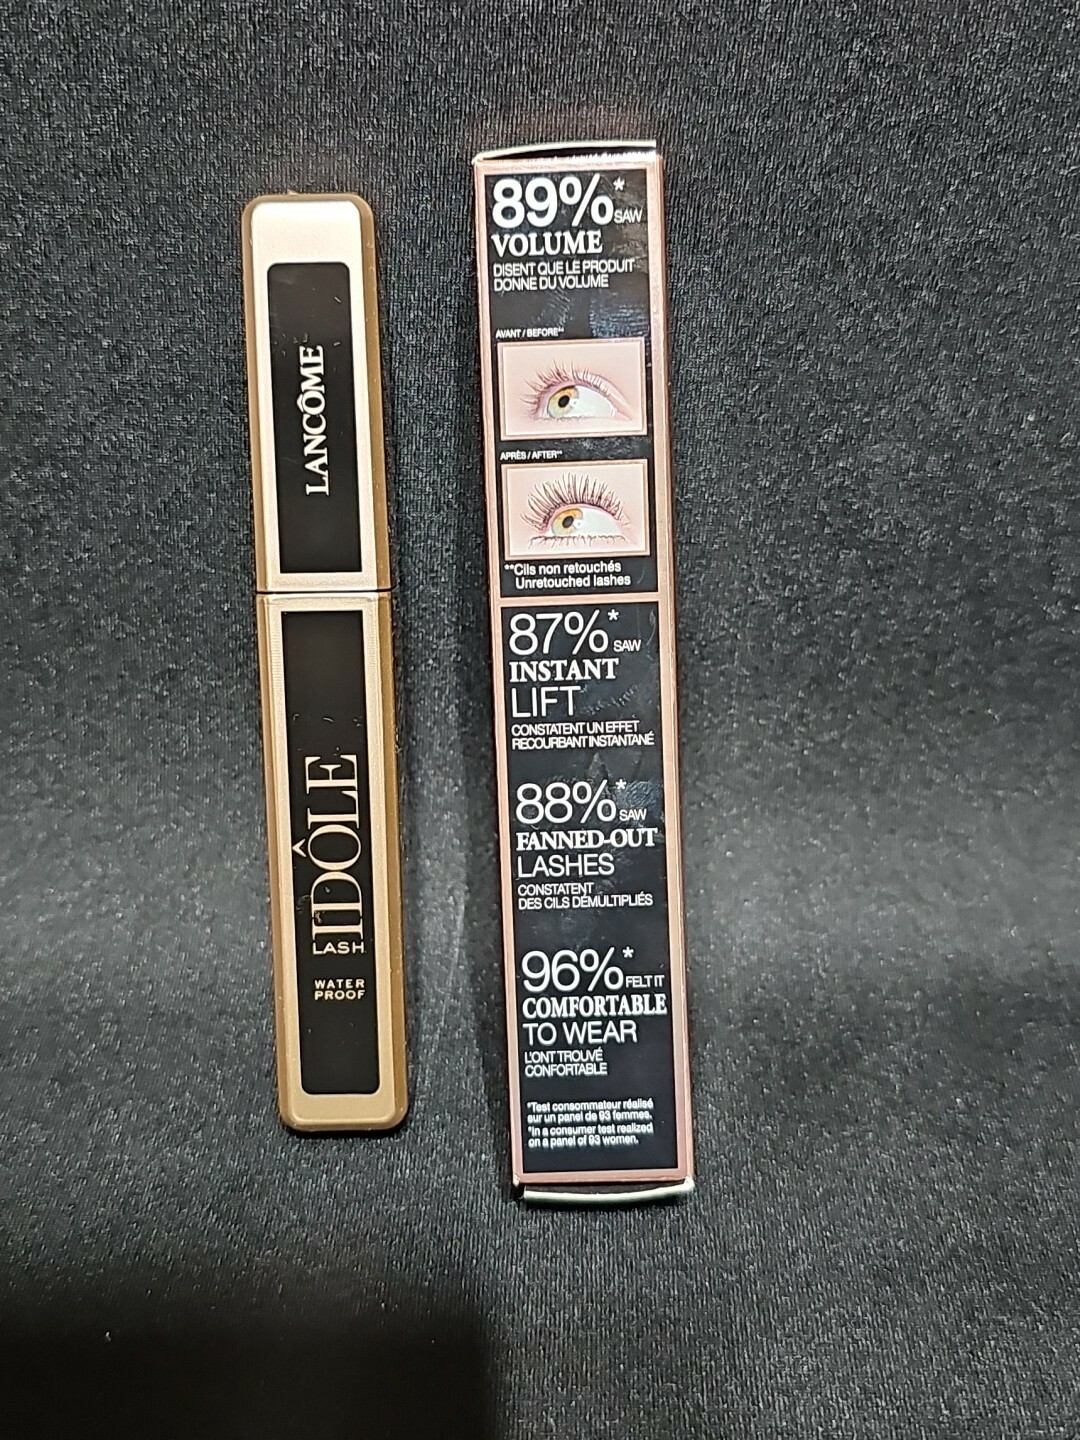 LANCÔME
LASH
IDÔLE
WATER
PROOF
89%*
SAW
VOLUME
DISENT QUE LE PRODUIT
DONNE DU VOLUME
AVANT / BEFORE**
APRÈS / AFTER**
**Cils non retouchés
Unretouched lashes
87%*
SAW
INSTANT
LIFT
CONSTATENT UN EFFET
RECOURBANT INSTANTANÉ
88%*
SAW
FANNED-OUT
LASHES
CONSTATENT
DES CILS DÉMULTIPLIÉS
96%*
FELT IT
COMFORTABLE
TO WEAR
L'ONT TROUVÉ
CONFORTABLE
*Test consommateur réalisé
sur un panel de 93 femmes.
*In a consumer test realized
on a panel of 93 women.